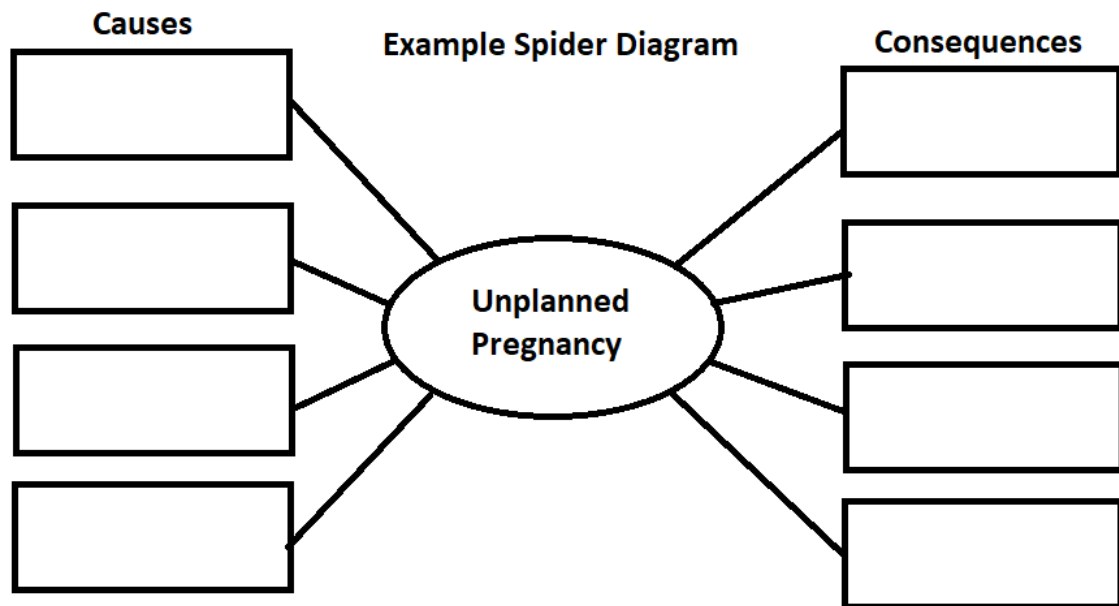 Causes
Example Spider Diagram
Consequences
Unplanned
Pregnancy